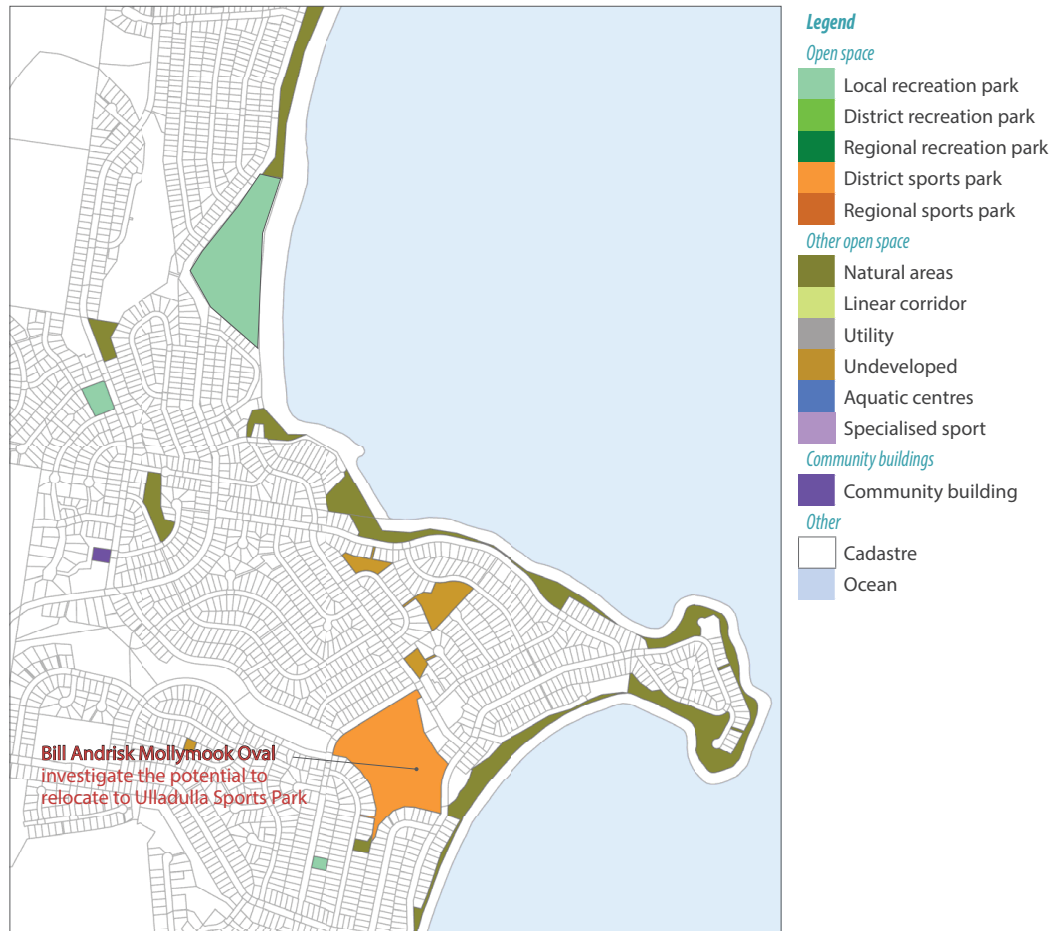 Legend
Open space
Local recreation park
District recreation park
Regional recreation park
District sports park
Regional sports park
Other open space
Natural areas
Linear corridor
Utility
Undeveloped
Aquatic centres
Specialised sport
Community buildings
Community building
Other
Cadastre
Ocean
Bill Andrisk Mollymook Oval
investigate the potential to
relocate to Ulladulla Sports Park